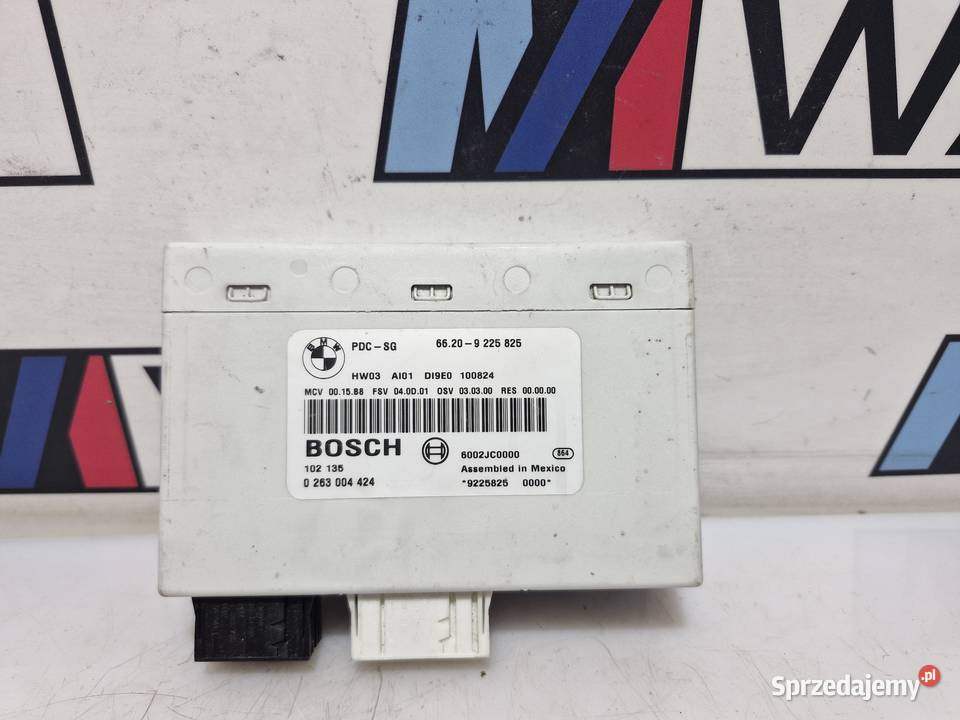 BMW PDC-SG 66.20-9 225 825
HW03 AI01 DI9E0 100824
MCV 00.15.B8 FSV 04.0D.01 OSV 03.03.00 RES 00.00.00
BOSCH 6002JC0000 864
102 135 Assembled in Mexico
0 263 004 424 *9225825 0000*
Sprzedajemy.pl